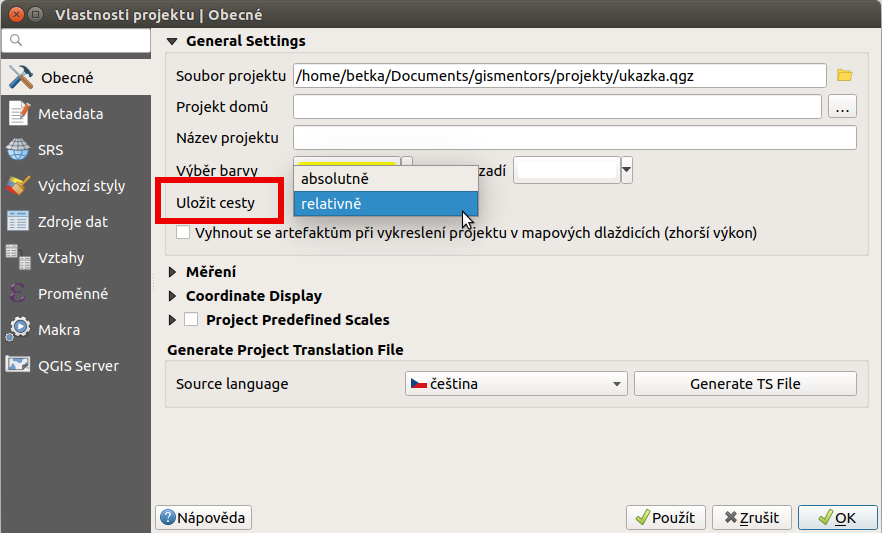 Vlastnosti projektu | Obecné
Obecné
Metadata
SRS
Výchozí styly
Zdroje dat
Vztahy
Proměnné
Makra
QGIS Server
General Settings
Soubor projektu /home/betka/Documents/gismentors/projekty/ukazka.qgz
Projekt domů ...
Název projektu
Výběr barvy zadí
absolutně
Uložit cesty relativně
Vyhnout se artefaktům při vykreslení projektu v mapových dlaždicích (zhorší výkon)
Měření
Coordinate Display
Project Predefined Scales
Generate Project Translation File
Source language čeština Generate TS File
Nápověda Použít Zrušit OK